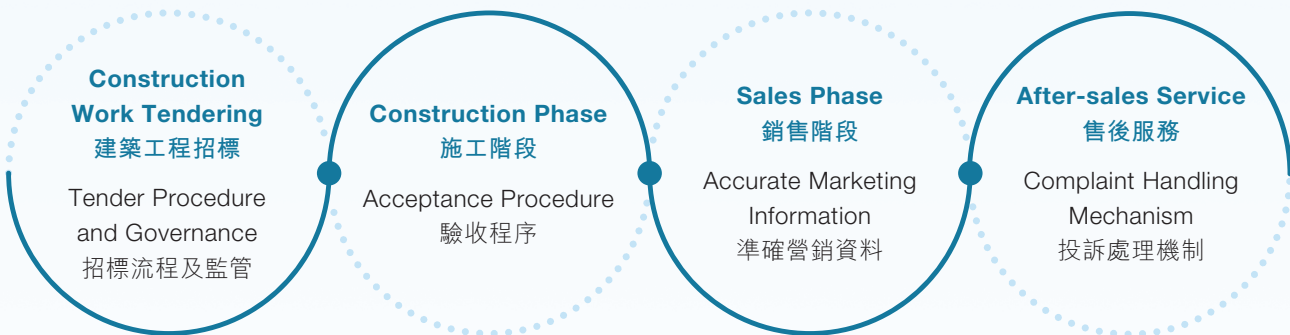 Construction
Work Tendering
建築工程招標
Tender Procedure
and Governance
招標流程及監管
Construction Phase
施工階段
Acceptance Procedure
驗收程序
Sales Phase
銷售階段
Accurate Marketing
Information
準確營銷資料
After-sales Service
售後服務
Complaint Handling
Mechanism
投訴處理機制